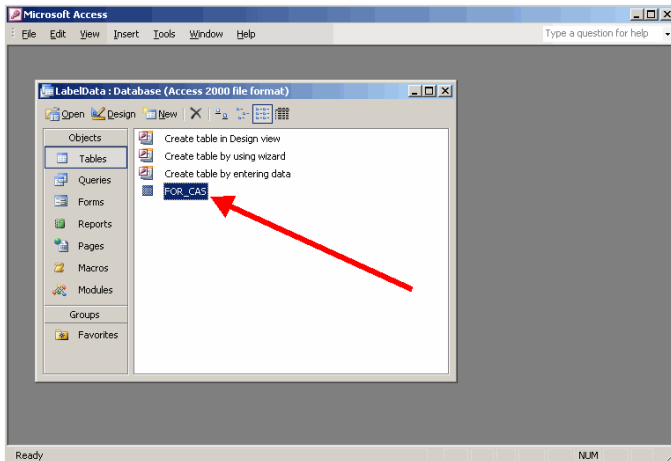 Microsoft Access
File Edit View Insert Tools Window Help Type a question for help
LabelData : Database (Access 2000 file format)
Open Design New
Objects
Tables
Queries
Forms
Reports
Pages
Macros
Modules
Groups
Favorites
Create table in Design view
Create table by using wizard
Create table by entering data
FOR_CAS
Ready NUM